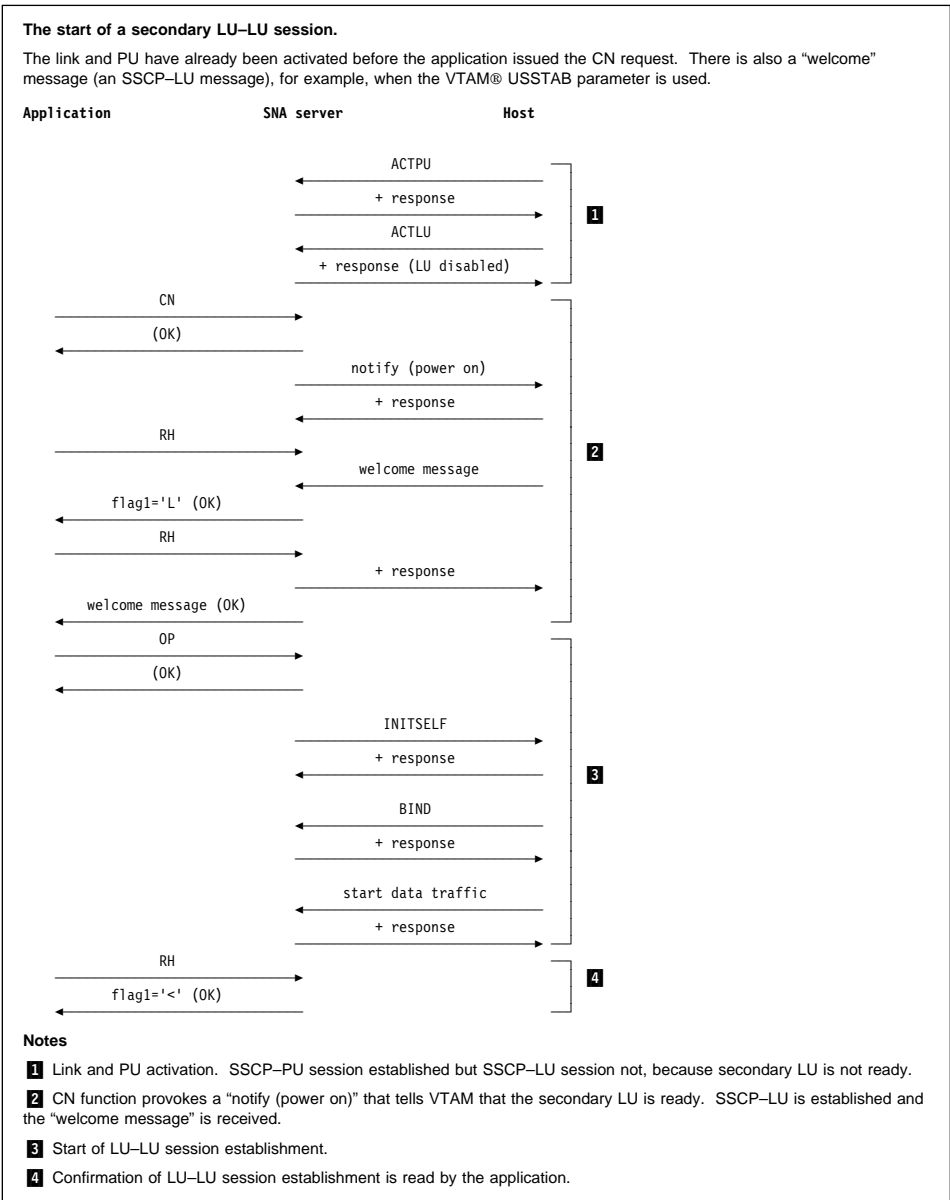 The start of a secondary LU–LU session.
The link and PU have already been activated before the application issued the CN request. There is also a “welcome”
message (an SSCP–LU message), for example, when the VTAM® USSTAB parameter is used.
Application SNA server Host
ACTPU
+ response
1
ACTLU
+ response (LU disabled)
CN
(OK)
notify (power on)
+ response
RH
2
welcome message
flag1='L' (OK)
RH
+ response
welcome message (OK)
OP
(OK)
INITSELF
+ response
3
BIND
+ response
start data traffic
+ response
RH
4
flag1='<' (OK)
Notes
1 Link and PU activation. SSCP–PU session established but SSCP–LU session not, because secondary LU is not ready.
2 CN function provokes a “notify (power on)” that tells VTAM that the secondary LU is ready. SSCP–LU is established and
the “welcome message” is received.
3 Start of LU–LU session establishment.
4 Confirmation of LU–LU session establishment is read by the application.